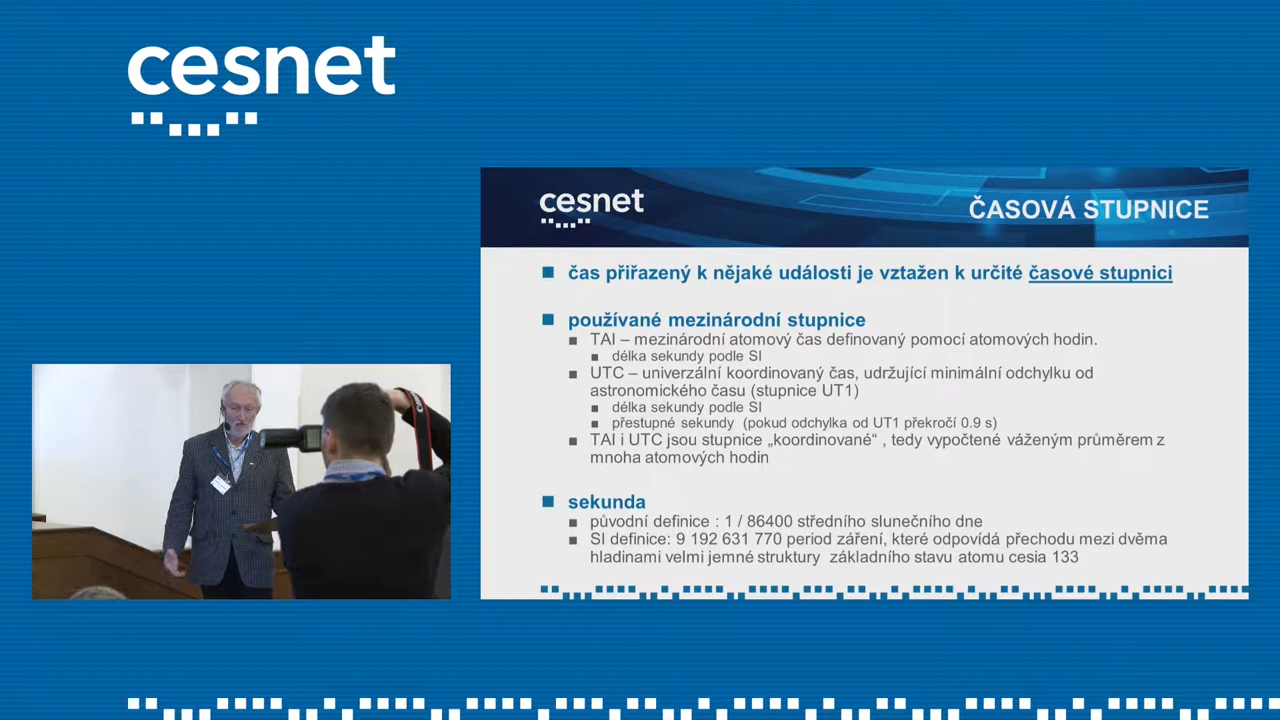 cesnet
cesnet
ČASOVÁ STUPNICE
čas přiřazený k nějaké události je vztažen k určité časové stupnici
používané mezinárodní stupnice
TAI – mezinárodní atomový čas definovaný pomocí atomových hodin.
délka sekundy podle SI
UTC – univerzální koordinovaný čas, udržující minimální odchylku od
astronomického času (stupnice UT1)
délka sekundy podle SI
přestupné sekundy (pokud odchylka od UT1 překročí 0.9 s)
TAI i UTC jsou stupnice „koordinované“ , tedy vypočtené váženým průměrem z
mnoha atomových hodin
sekunda
původní definice : 1 / 86400 středního slunečního dne
SI definice: 9 192 631 770 period záření, které odpovídá přechodu mezi dvěma
hladinami velmi jemné struktury základního stavu atomu cesia 133